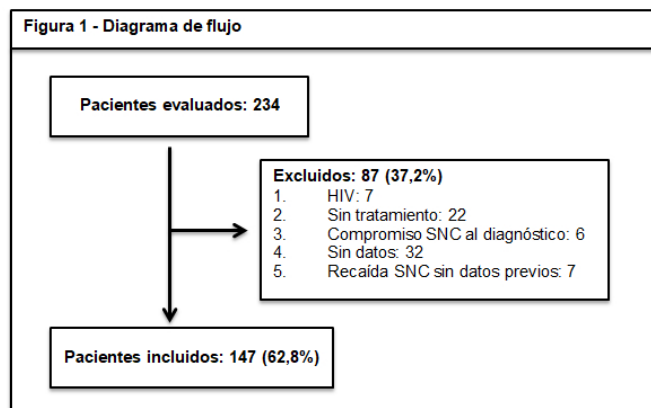 Figura 1 - Diagrama de flujo
Pacientes evaluados: 234
Excluidos: 87 (37,2%)
1. HIV: 7
2. Sin tratamiento: 22
3. Compromiso SNC al diagnóstico: 6
4. Sin datos: 32
5. Recaída SNC sin datos previos: 7
Pacientes incluidos: 147 (62,8%)